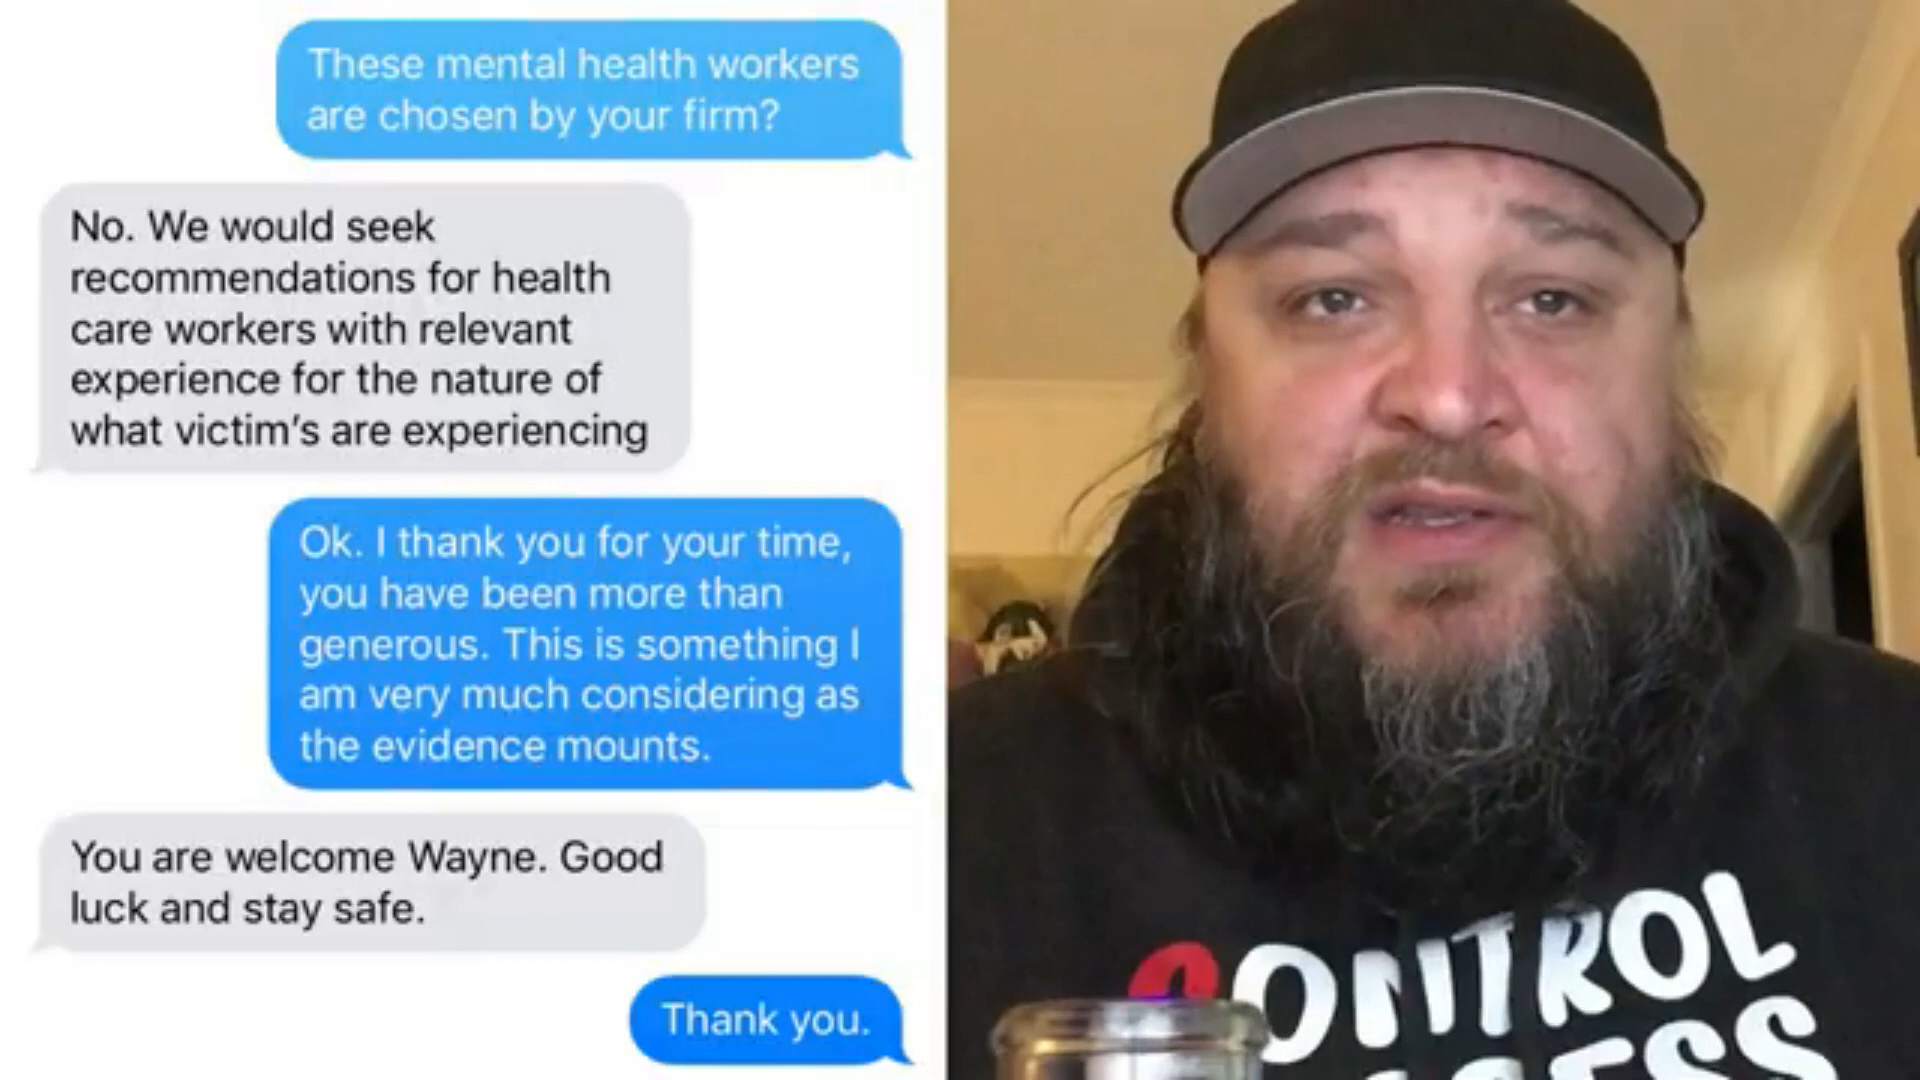 These mental health workers
are chosen by your firm?
No. We would seek
recommendations for health
care workers with relevant
experience for the nature of
what victim's are experiencing
Ok. I thank you for your time,
you have been more than
generous. This is something I
am very much considering as
the evidence mounts.
You are welcome Wayne. Good
luck and stay safe.
Thank you.
CONTROL